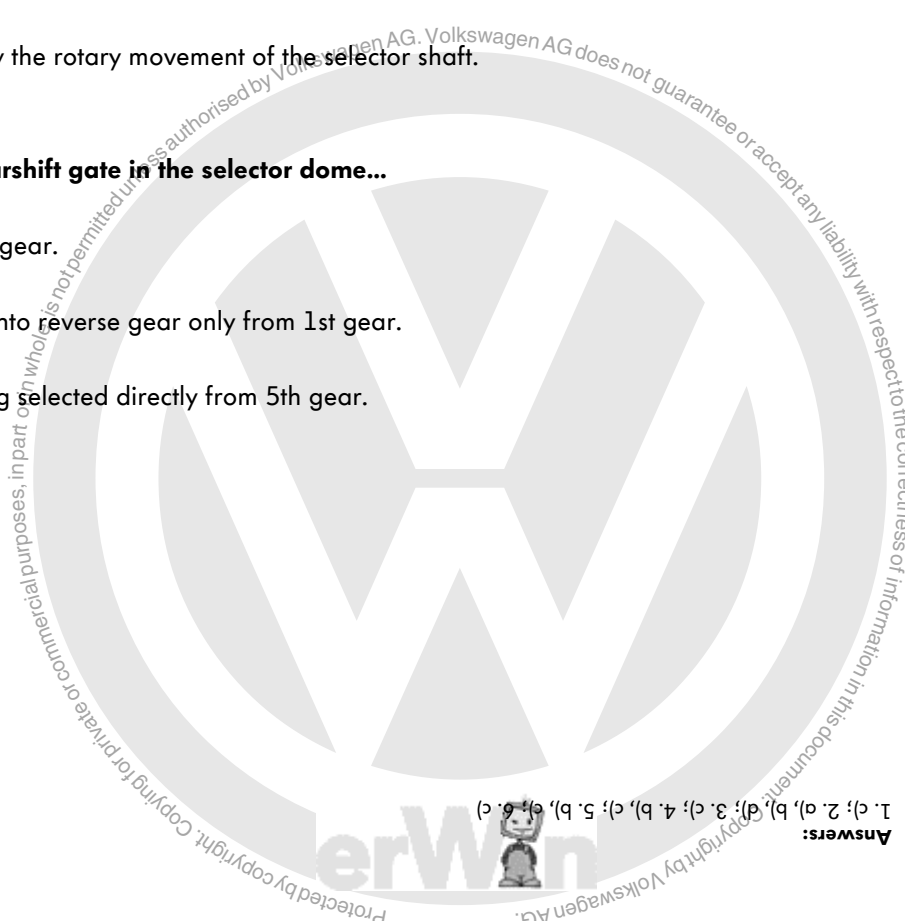 y the rotary movement of the selector shaft.
rshift gate in the selector dome...
gear.
nto reverse gear only from 1st gear.
g selected directly from 5th gear.
Answers:
1. c); 2. a), b), d); 3. c); 4. b), c); 5. b), c); 6. c)
erWin
Protected by copyright. Copying for private or commercial purposes, in part or in whole, is not permitted unless authorised by Volkswagen AG. Volkswagen AG does not guarantee or accept any liability with respect to the correctness of information in this document. Copyright by Volkswagen AG.